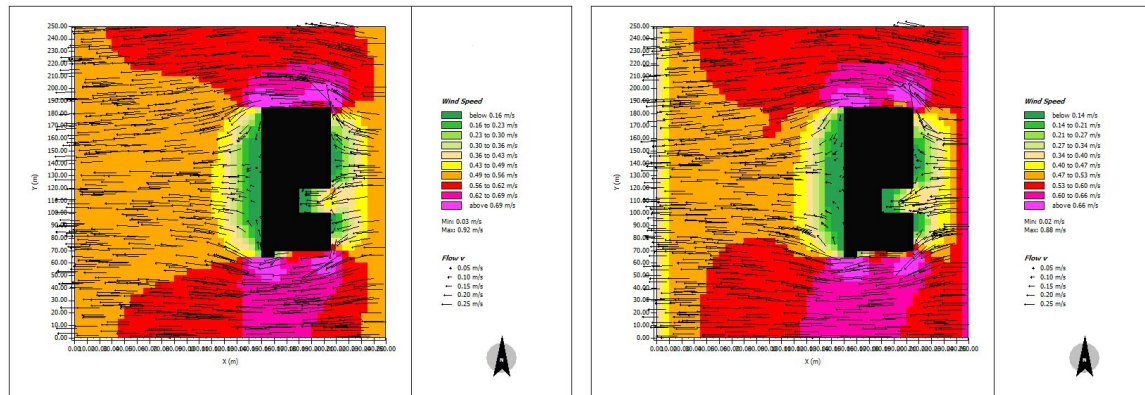 250.00
240.00
230.00
220.00
210.00
200.00
190.00
180.00
170.00
160.00
150.00
140.00
130.00
120.00
110.00
100.00
90.00
80.00
70.00
60.00
50.00
40.00
30.00
20.00
10.00
0.00
Y (m)
X (m)
Wind Speed
below 0.16 m/s
0.16 to 0.23 m/s
0.23 to 0.30 m/s
0.30 to 0.36 m/s
0.36 to 0.43 m/s
0.43 to 0.49 m/s
0.49 to 0.56 m/s
0.56 to 0.62 m/s
0.62 to 0.69 m/s
above 0.69 m/s
Min: 0.03 m/s
Max: 0.92 m/s
Flow v
0.05 m/s
0.10 m/s
0.15 m/s
0.20 m/s
0.25 m/s
N
250.00
240.00
230.00
220.00
210.00
200.00
190.00
180.00
170.00
160.00
150.00
140.00
130.00
120.00
110.00
100.00
90.00
80.00
70.00
60.00
50.00
40.00
30.00
20.00
10.00
0.00
Y (m)
X (m)
Wind Speed
below 0.14 m/s
0.14 to 0.21 m/s
0.21 to 0.27 m/s
0.27 to 0.34 m/s
0.34 to 0.40 m/s
0.40 to 0.47 m/s
0.47 to 0.53 m/s
0.53 to 0.60 m/s
0.60 to 0.66 m/s
above 0.66 m/s
Min: 0.02 m/s
Max: 0.88 m/s
Flow v
0.05 m/s
0.10 m/s
0.15 m/s
0.20 m/s
0.25 m/s
N